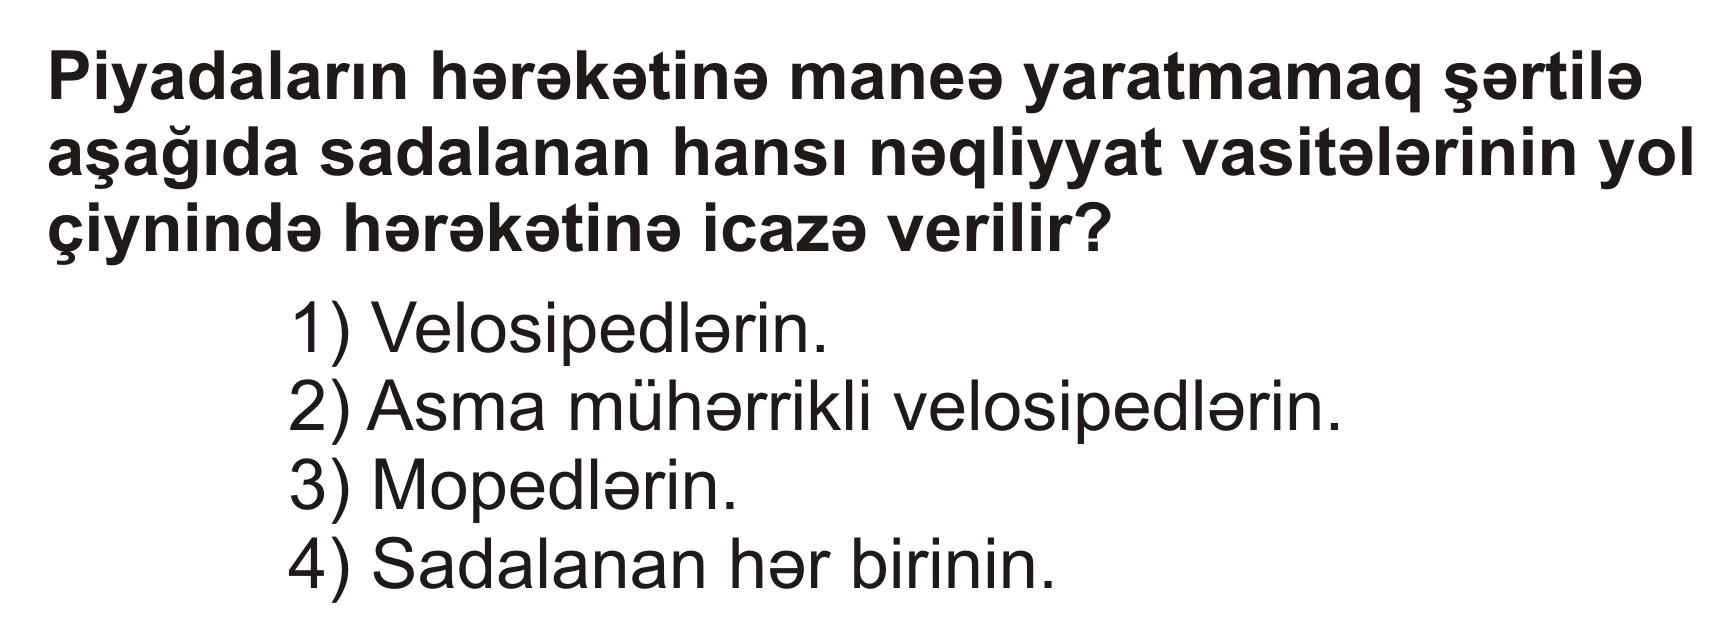 Piyadaların hərəkətinə maneə yaratmamaq şərtilə
aşağıda sadalanan hansı nəqliyyat vasitələrinin yol
çiynində hərəkətinə icazə verilir?
1) Velosipedlərin.
2) Asma mühərrikli velosipedlərin.
3) Mopedlərin.
4) Sadalanan hər birinin.